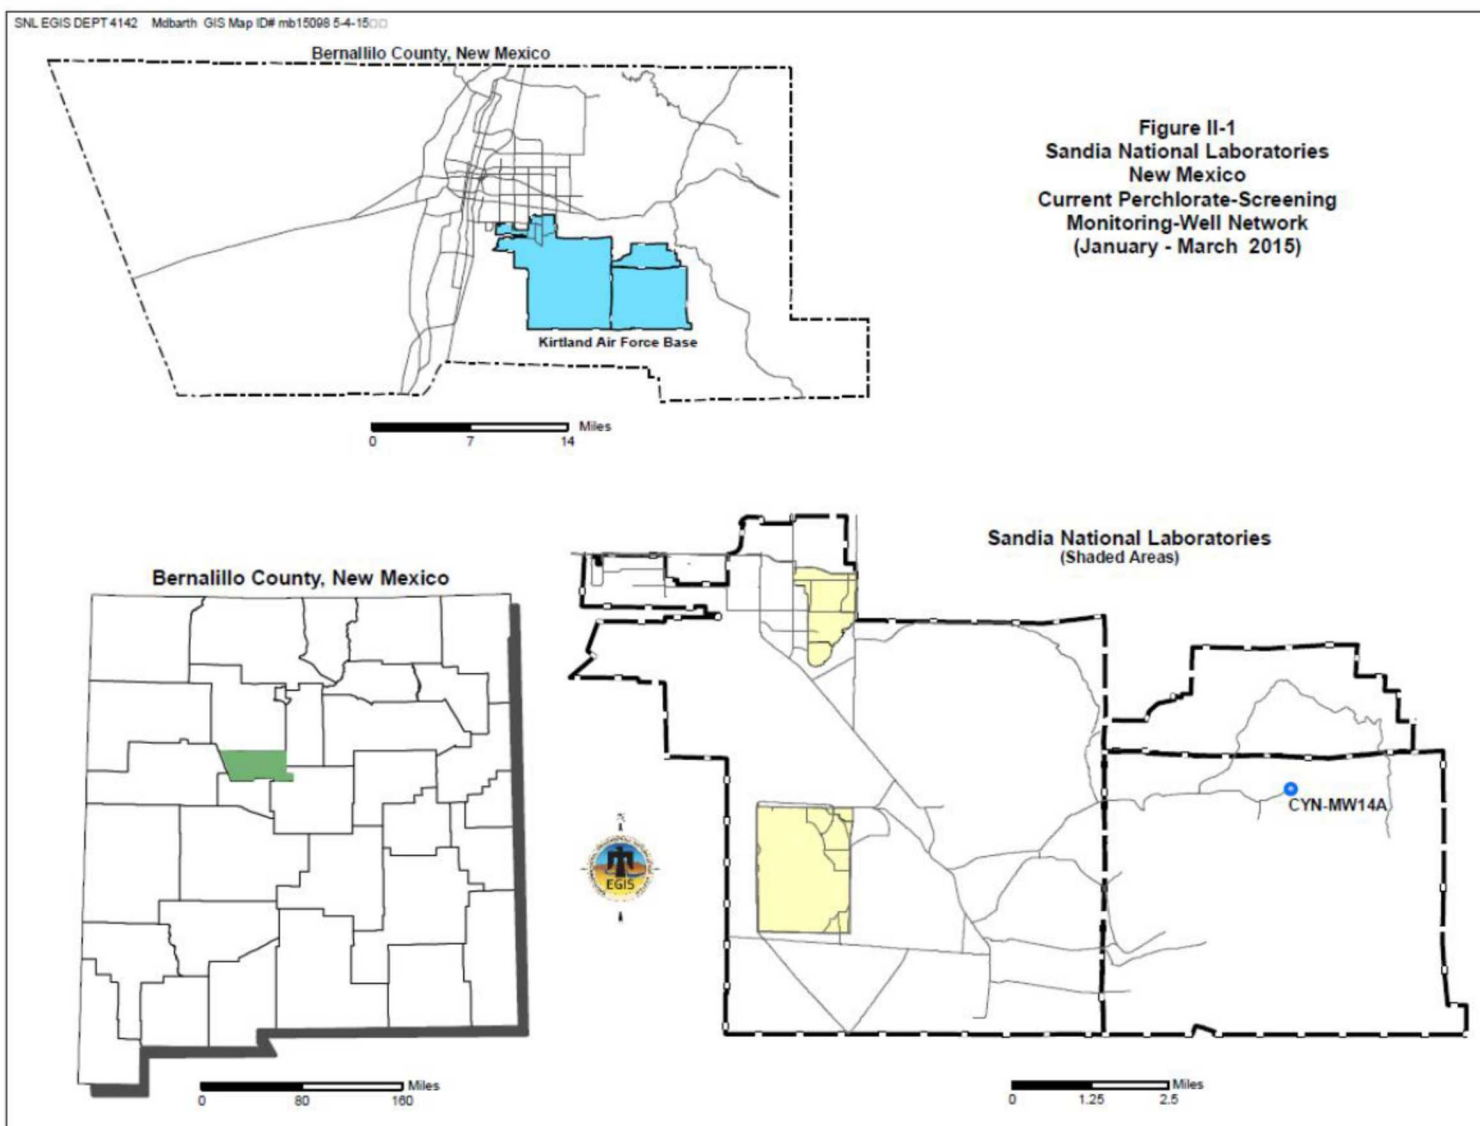 SNL EGIS DEPT 4142 Mdbarth GIS Map ID# mb15098 5-4-15□□
Bernallilo County, New Mexico
Figure II-1
Sandia National Laboratories
New Mexico
Current Perchlorate-Screening
Monitoring-Well Network
(January - March 2015)
Kirtland Air Force Base
Miles
0 7 14
Sandia National Laboratories
(Shaded Areas)
Bernalillo County, New Mexico
CYN-MW14A
N
EGIS
Miles
0 80 160
Miles
0 1.25 2.5